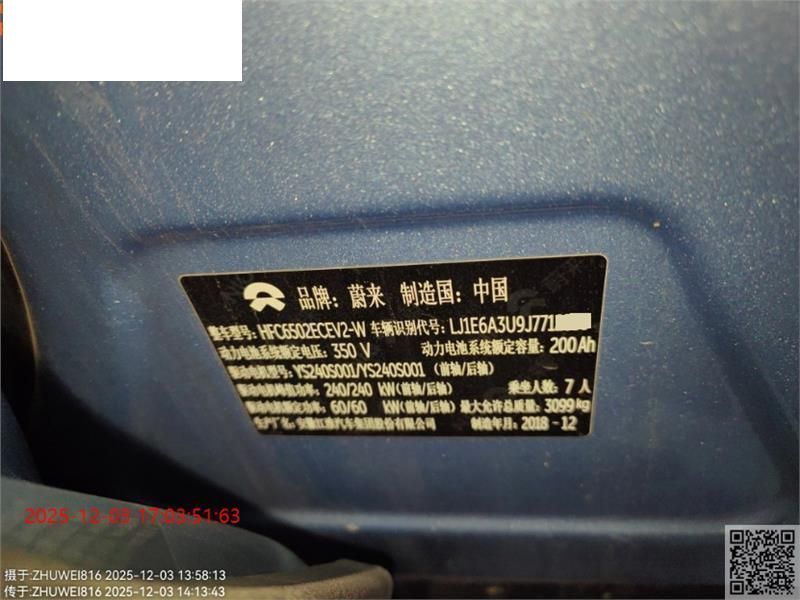 品牌: 蔚来 制造国: 中国
整车型号: HFC6502ECEV2-W 车辆识别代号: LJ1E6A3U9J771
动力电池系统额定电压: 350 V 动力电池系统额定容量: 200Ah
驱动电机型号: YS240S001/YS240S001 (前轴/后轴)
驱动电机峰值功率: 240/240 kW(前轴/后轴) 乘坐人数: 7 人
驱动电机额定功率: 60/60 kW(前轴/后轴) 最大允许总质量: 3099kg
生产厂名: 安徽江淮汽车集团股份有限公司 制造年月: 2018 - 12
2025-12-03 17:03:51:63
摄于:ZHUWEI816 2025-12-03 13:58:13
传于:ZHUWEI816 2025-12-03 14:13:43